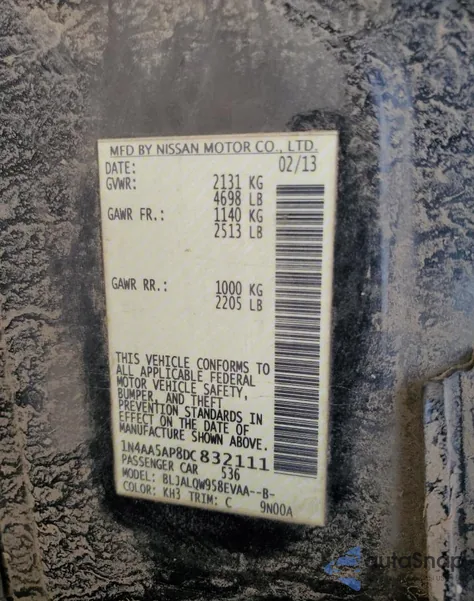 MFD BY NISSAN MOTOR CO., LTD.
DATE: 02/13
GVWR: 2131 KG
4698 LB
GAWR FR.: 1140 KG
2513 LB
GAWR RR.: 1000 KG
2205 LB
THIS VEHICLE CONFORMS TO
ALL APPLICABLE FEDERAL
MOTOR VEHICLE SAFETY,
BUMPER, AND THEFT
PREVENTION STANDARDS IN
EFFECT ON THE DATE OF
MANUFACTURE SHOWN ABOVE.
1N4AA5AP8DC832111
PASSENGER CAR 536
MODEL: BLJALQW958EVAA--B-
COLOR: KH3 TRIM: C 9N00A
autoSnap